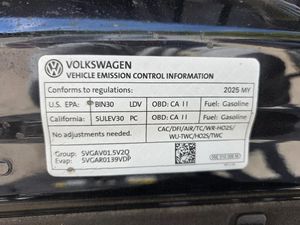 VOLKSWAGEN
VEHICLE EMISSION CONTROL INFORMATION
Conforms to regulations: 2025 MY
U.S. EPA: BIN30 LDV OBD: CA II Fuel: Gasoline
California: SULEV30 PC OBD: CA II Fuel: Gasoline
No adjustments needed. CAC/DFI/AIR/TC/WR-HO2S/
WU-TWC/HO2S/TWC
Group: SVGAV01.5V2Q
Evap: SVGAR0139VDP